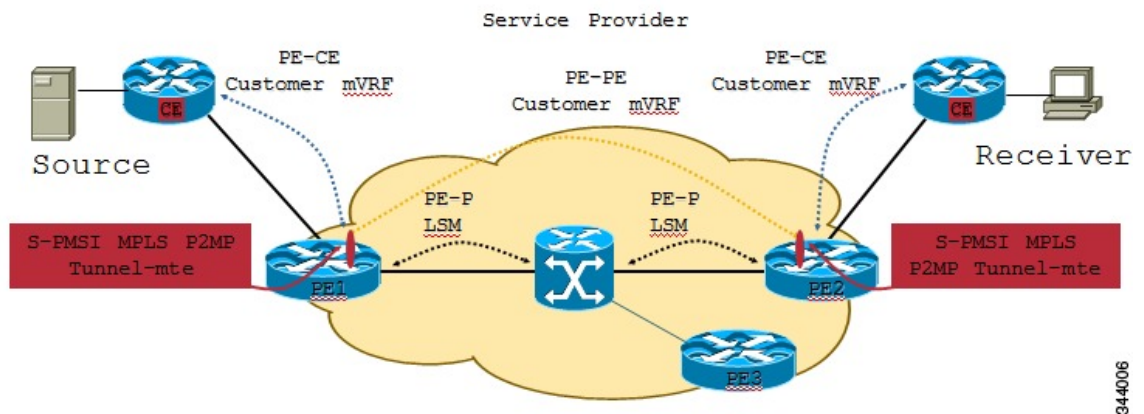 Service Provider
PE-CE
Customer mVRF
PE-PE
Customer mVRF
PE-CE
Customer mVRF
CE
CE
Source
Receiver
PE-P
LSM
PE-P
LSM
S-PMSI MPLS P2MP
Tunnel-mte
S-PMSI MPLS
P2MP Tunnel-mte
PE1
PE2
PE3
344006